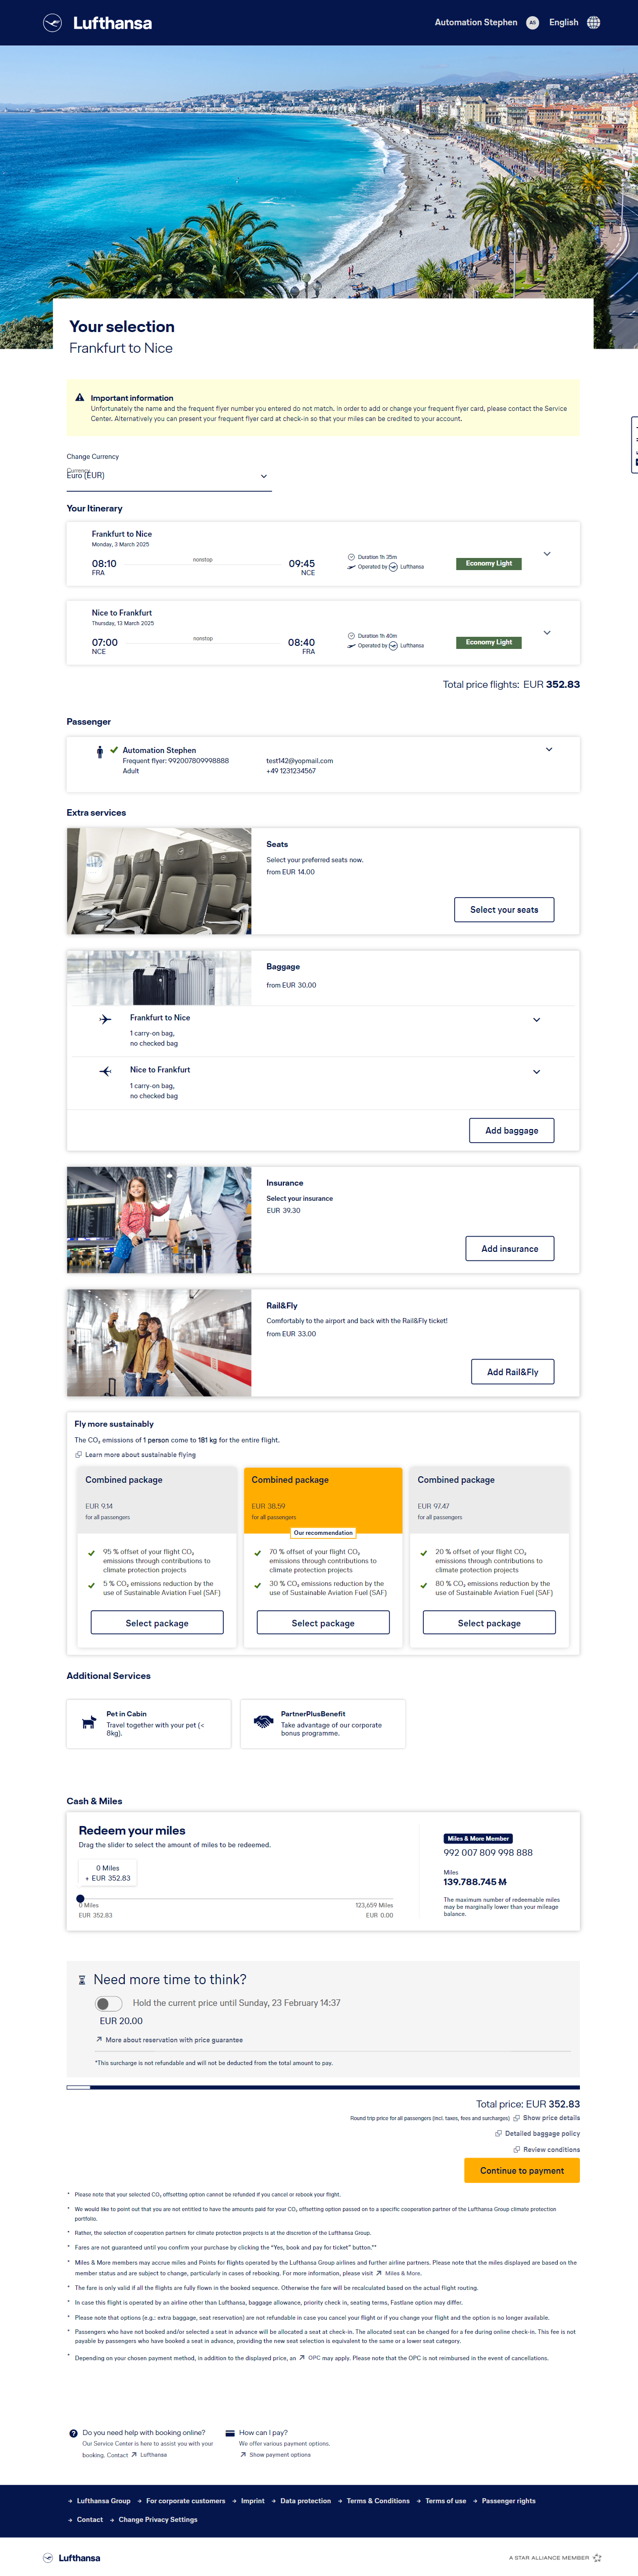 Lufthansa
Automation Stephen AS English
Your selection
Frankfurt to Nice
Important information
Unfortunately the name and the frequent flyer number you entered do not match. In order to add or change your frequent flyer card, please contact the Service
Center. Alternatively you can present your frequent flyer card at check-in so that your miles can be credited to your account.
Change Currency
Currency
Euro (EUR)
Your Itinerary
Frankfurt to Nice
Monday, 3 March 2025
08:10 nonstop 09:45
FRA NCE
Duration 1h 35m
Operated by Lufthansa
Economy Light
Nice to Frankfurt
Thursday, 13 March 2025
07:00 nonstop 08:40
NCE FRA
Duration 1h 40m
Operated by Lufthansa
Economy Light
Total price flights: EUR 352.83
Passenger
Automation Stephen
Frequent flyer: 992007809998888 test142@yopmail.com
Adult +49 1231234567
Extra services
Seats
Select your preferred seats now.
from EUR 14.00
Select your seats
Baggage
from EUR 30.00
Frankfurt to Nice
1 carry-on bag,
no checked bag
Nice to Frankfurt
1 carry-on bag,
no checked bag
Add baggage
Insurance
Select your insurance
EUR 39.30
Add insurance
Rail&Fly
Comfortably to the airport and back with the Rail&Fly ticket!
from EUR 33.00
Add Rail&Fly
Fly more sustainably
The CO₂ emissions of 1 person come to 181 kg for the entire flight.
Learn more about sustainable flying
Combined package
EUR 9.14
for all passengers
95 % offset of your flight CO₂
emissions through contributions to
climate protection projects
5 % CO₂ emissions reduction by the
use of Sustainable Aviation Fuel (SAF)
Select package
Combined package
EUR 38.59
for all passengers
Our recommendation
70 % offset of your flight CO₂
emissions through contributions to
climate protection projects
30 % CO₂ emissions reduction by the
use of Sustainable Aviation Fuel (SAF)
Select package
Combined package
EUR 97.47
for all passengers
20 % offset of your flight CO₂
emissions through contributions to
climate protection projects
80 % CO₂ emissions reduction by the
use of Sustainable Aviation Fuel (SAF)
Select package
Additional Services
Pet in Cabin
Travel together with your pet (<
8kg).
PartnerPlusBenefit
Take advantage of our corporate
bonus programme.
Cash & Miles
Redeem your miles
Drag the slider to select the amount of miles to be redeemed.
0 Miles
+ EUR 352.83
0 Miles 123,659 Miles
EUR 352.83 EUR 0.00
Miles & More Member
992 007 809 998 888
Miles
139.788.745 M
The maximum number of redeemable miles
may be marginally lower than your mileage
balance.
Need more time to think?
Hold the current price until Sunday, 23 February 14:37
EUR 20.00
More about reservation with price guarantee
*This surcharge is not refundable and will not be deducted from the total amount to pay.
Total price: EUR 352.83
Round trip price for all passengers (incl. taxes, fees and surcharges) Show price details
Detailed baggage policy
Review conditions
Continue to payment
* Please note that your selected CO₂ offsetting option cannot be refunded if you cancel or rebook your flight.
* We would like to point out that you are not entitled to have the amounts paid for your CO₂ offsetting option passed on to a specific cooperation partner of the Lufthansa Group climate protection
portfolio.
* Rather, the selection of cooperation partners for climate protection projects is at the discretion of the Lufthansa Group.
* Fares are not guaranteed until you confirm your purchase by clicking the "Yes, book and pay for ticket" button.**
* Miles & More members may accrue miles and Points for flights operated by the Lufthansa Group airlines and further airline partners. Please note that the miles displayed are based on the
member status and are subject to change, particularly in cases of rebooking. For more information, please visit Miles & More.
* The fare is only valid if all the flights are fully flown in the booked sequence. Otherwise the fare will be recalculated based on the actual flight routing.
* In case this flight is operated by an airline other than Lufthansa, baggage allowance, priority check in, seating terms, Fastlane option may differ.
* Please note that options (e.g.: extra baggage, seat reservation) are not refundable in case you cancel your flight or if you change your flight and the option is no longer available.
* Passengers who have not booked and/or selected a seat in advance will be allocated a seat at check-in. The allocated seat can be changed for a fee during online check-in. This fee is not
payable by passengers who have booked a seat in advance, providing the new seat selection is equivalent to the same or a lower seat category.
* Depending on your chosen payment method, in addition to the displayed price, an OPC may apply. Please note that the OPC is not reimbursed in the event of cancellations.
Do you need help with booking online?
Our Service Center is here to assist you with your
booking. Contact Lufthansa
How can I pay?
We offer various payment options.
Show payment options
Lufthansa Group For corporate customers Imprint Data protection Terms & Conditions Terms of use Passenger rights
Contact Change Privacy Settings
Lufthansa A STAR ALLIANCE MEMBER